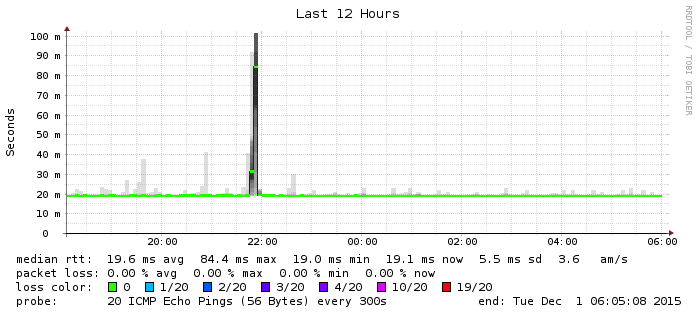 Last 12 Hours
RRDTOOL / TOBI OETIKER
Seconds
100 m
90 m
80 m
70 m
60 m
50 m
40 m
30 m
20 m
10 m
0
20:00 22:00 00:00 02:00 04:00 06:00
median rtt: 19.6 ms avg 84.4 ms max 19.0 ms min 19.1 ms now 5.5 ms sd 3.6 am/s
packet loss: 0.00 % avg 0.00 % max 0.00 % min 0.00 % now
loss color: 0 1/20 2/20 3/20 4/20 10/20 19/20
probe: 20 ICMP Echo Pings (56 Bytes) every 300s end: Tue Dec 1 06:05:08 2015